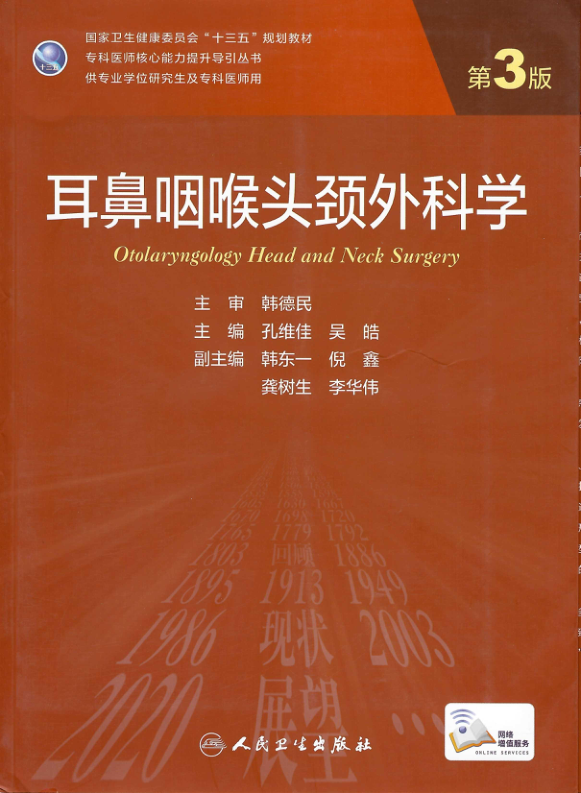 国家卫生健康委员会“十三五”规划教材
专科医师核心能力提升导引丛书
供专业学位研究生及专科医师用
十三五
第3版
耳鼻咽喉头颈外科学
Otolaryngology Head and Neck Surgery
主 审 韩德民
主 编 孔维佳 吴 皓
副主编 韩东一 倪 鑫
龚树生 李华伟
1765 1779 1792
1803 回顾 1886
1895 1913 1949
1986 现状 2003
2020 展望 ……
人民卫生出版社
网络
增值服务
ONLINE SERVICES